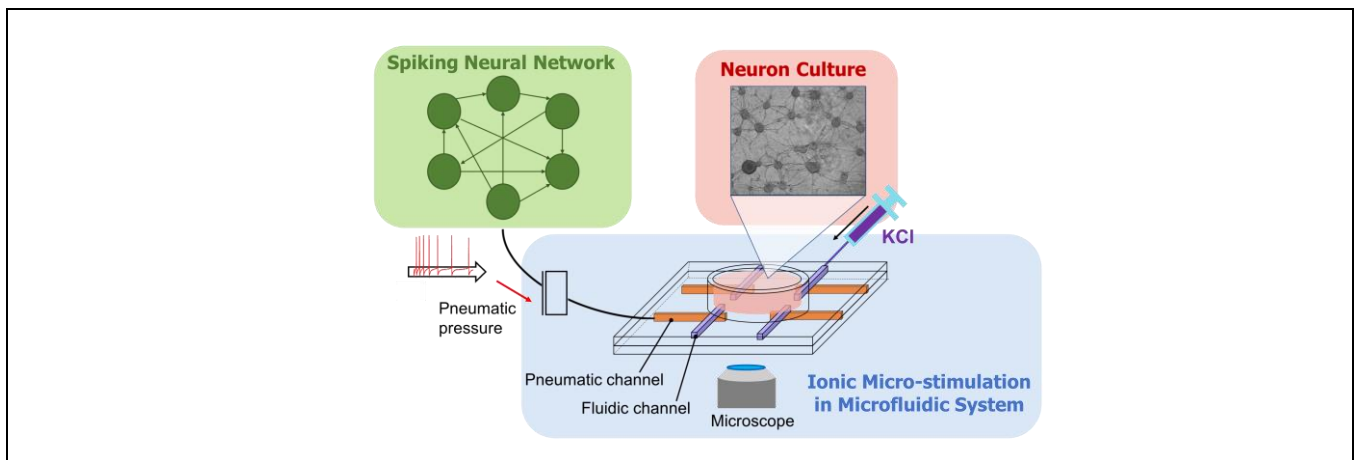 Spiking Neural Network
Neuron Culture
KCl
Pneumatic
pressure
Pneumatic channel
Fluidic channel
Microscope
Ionic Micro-stimulation
in Microfluidic System